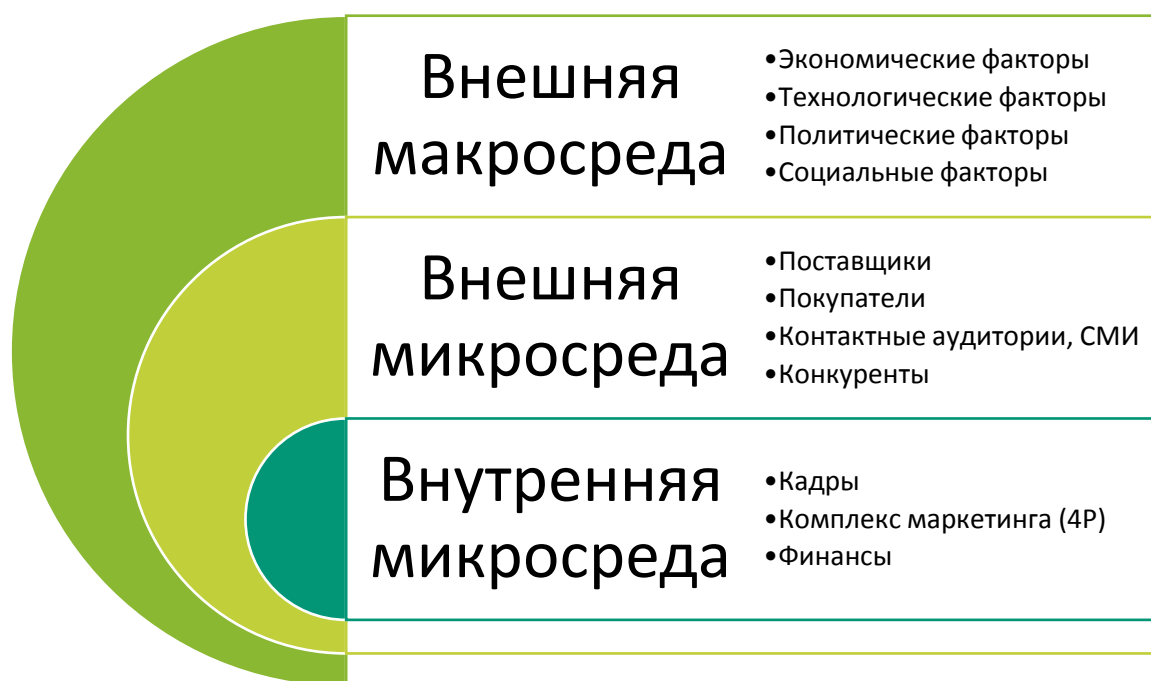 Внешняя
макросреда
•Экономические факторы
•Технологические факторы
•Политические факторы
•Социальные факторы
Внешняя
микросреда
•Поставщики
•Покупатели
•Контактные аудитории, СМИ
•Конкуренты
Внутренняя
микросреда
•Кадры
•Комплекс маркетинга (4P)
•Финансы